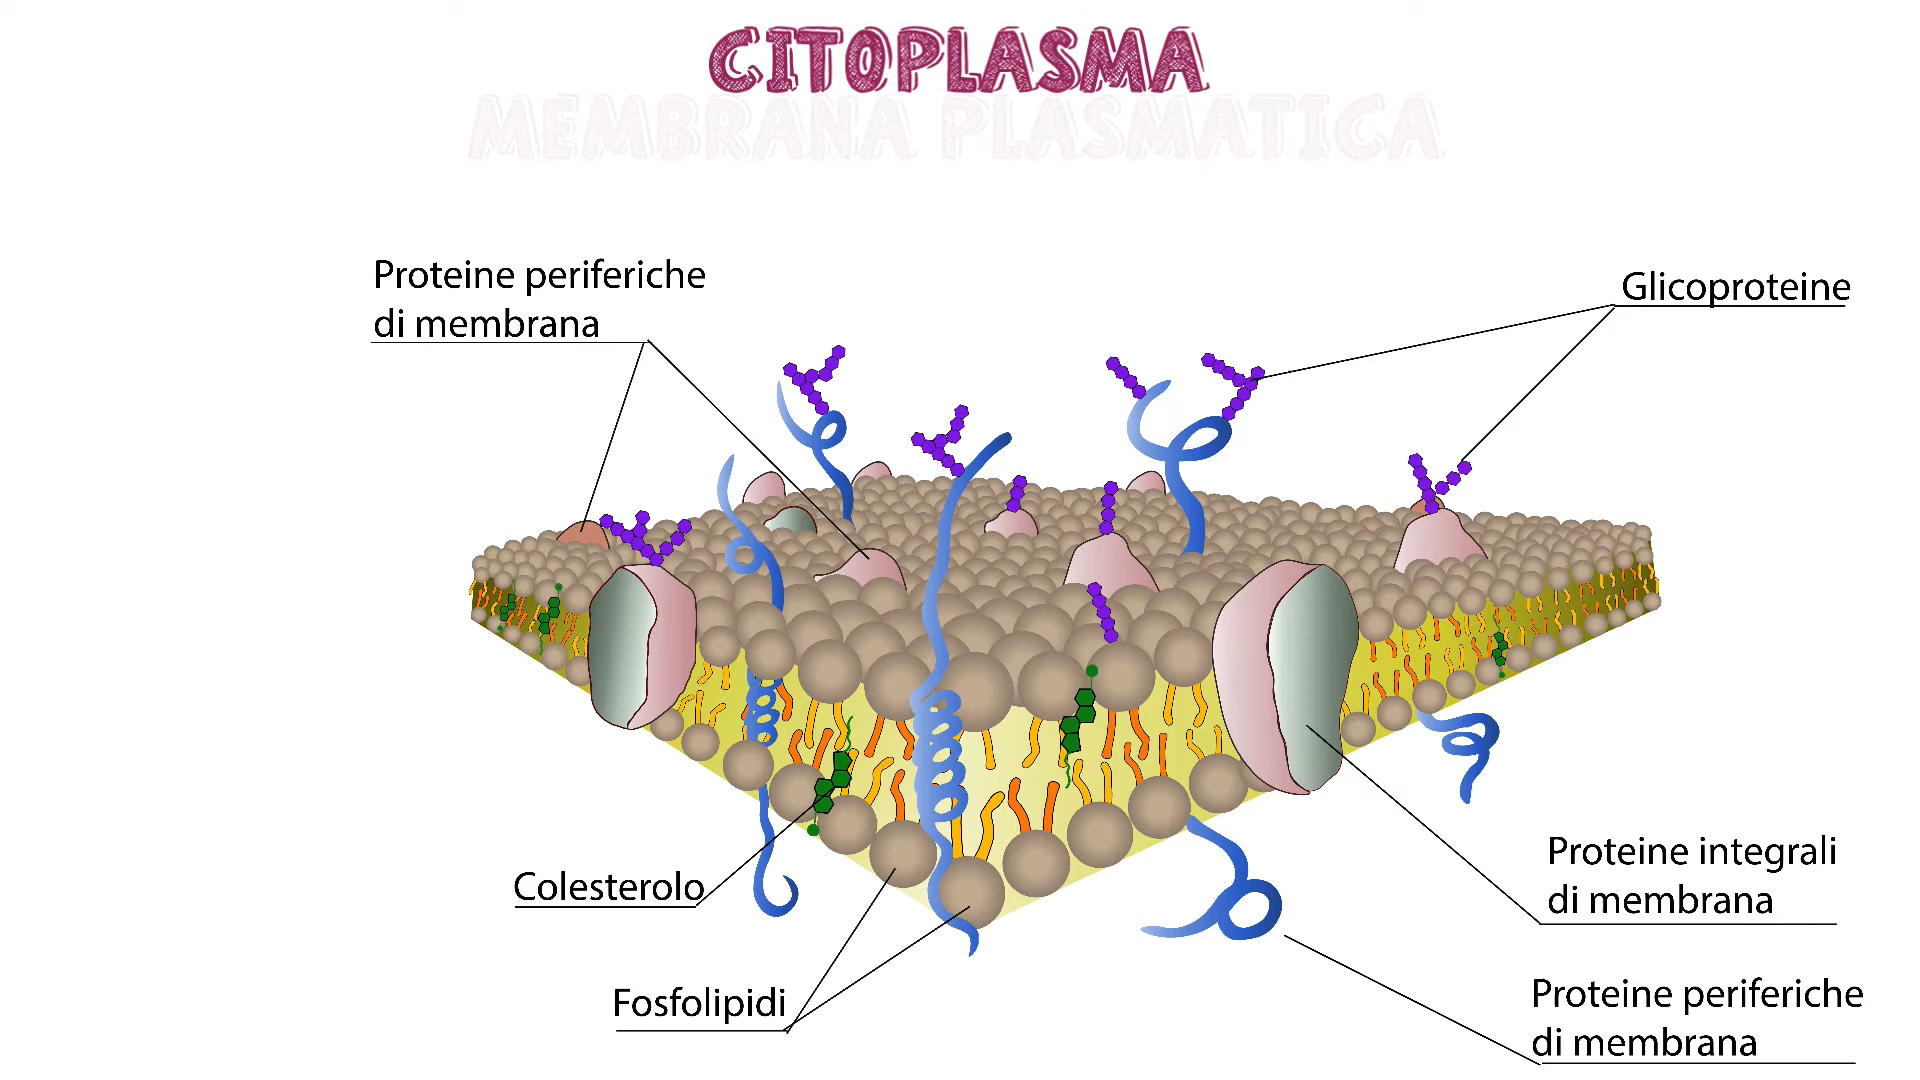 CITOPLASMA
MEMBRANA PLASMATICA
Proteine periferiche
di membrana
Glicoproteine
Colesterolo
Fosfolipidi
Proteine integrali
di membrana
Proteine periferiche
di membrana